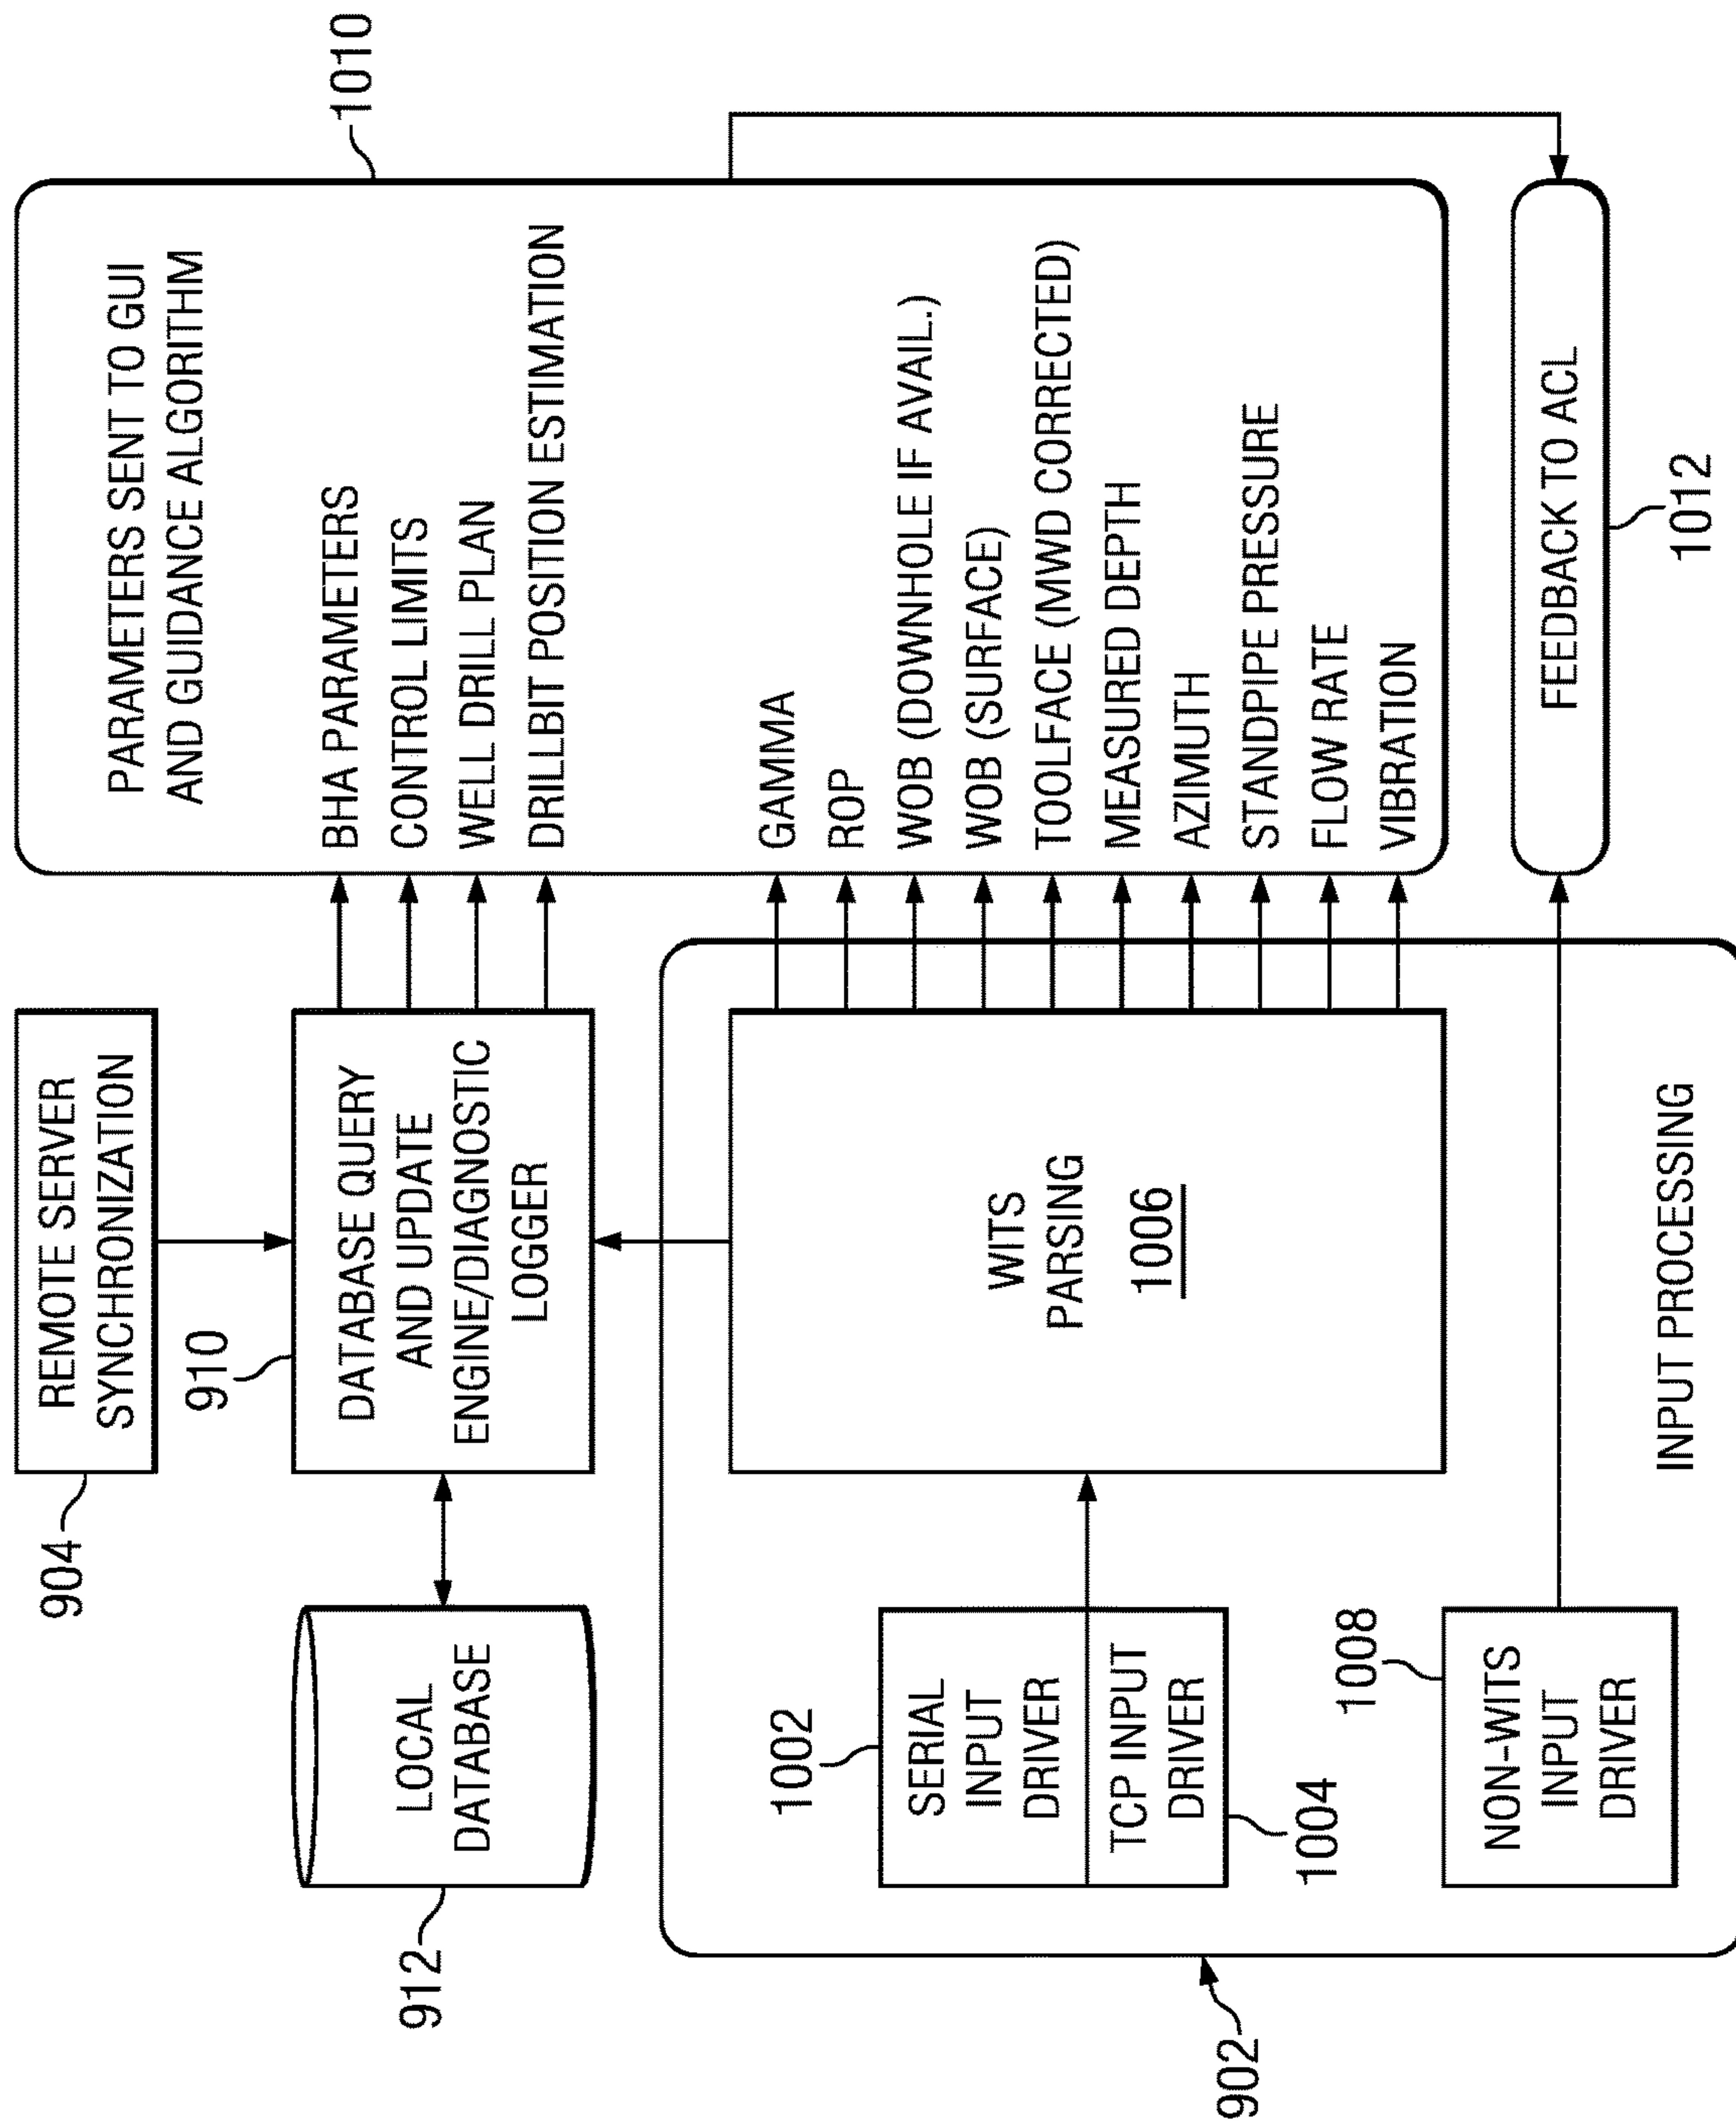 904
REMOTE SERVER
SYNCHRONIZATION
912
LOCAL
DATABASE
910
DATABASE QUERY
AND UPDATE
ENGINE/DIAGNOSTIC
LOGGER
PARAMETERS SENT TO GUI
AND GUIDANCE ALGORITHM
1010
BHA PARAMETERS
CONTROL LIMITS
WELL DRILL PLAN
DRILLBIT POSITION ESTIMATION
GAMMA
ROP
WOB (DOWNHOLE IF AVAIL.)
WOB (SURFACE)
TOOLFACE (MWD CORRECTED)
MEASURED DEPTH
AZIMUTH
STANDPIPE PRESSURE
FLOW RATE
VIBRATION
902
1002
SERIAL
INPUT
DRIVER
TCP INPUT
DRIVER
1004
WITS
PARSING
1006
1008
NON-WITS
INPUT
DRIVER
INPUT PROCESSING
FEEDBACK TO ACL
1012